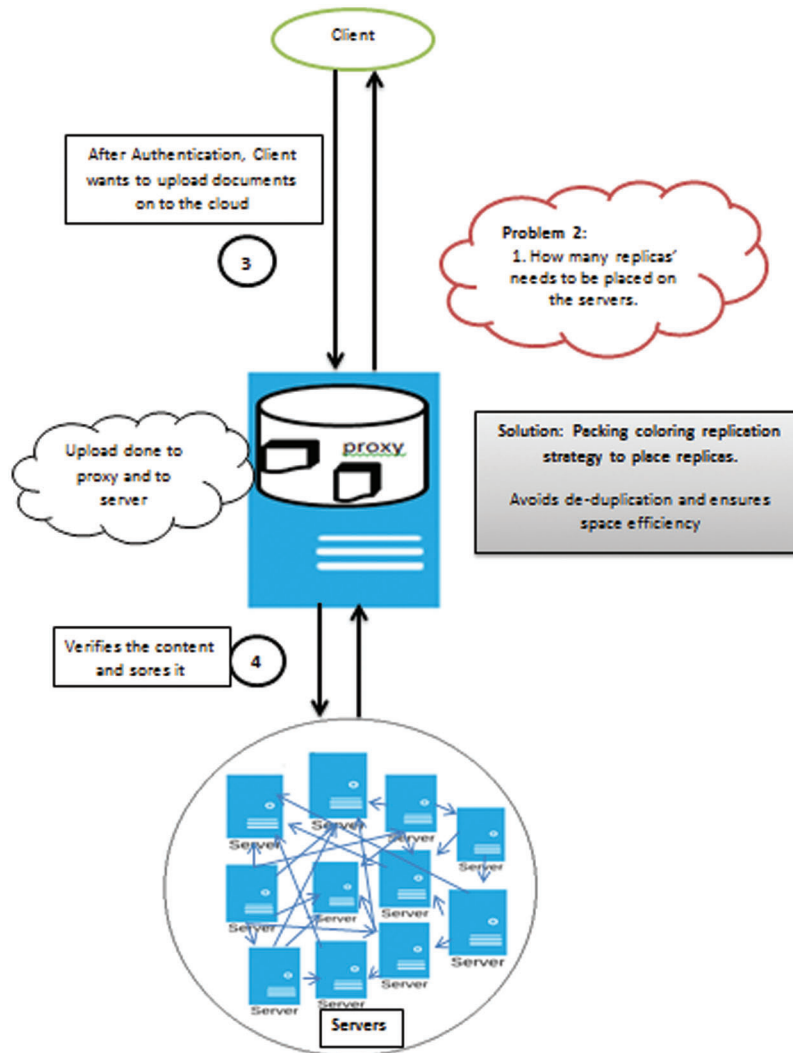 Client
After Authentication, Client
wants to upload documents
on to the cloud
3
Problem 2:
1. How many replicas’
needs to be placed on
the servers.
proxy
Upload done to
proxy and to
server
Solution: Packing coloring replication
strategy to place replicas.
Avoids de-duplication and ensures
space efficiency
Verifies the content
and sores it
4
Server
Server
Server
Server
Server
Server
Server
Server
Server
Server
Server
Servers